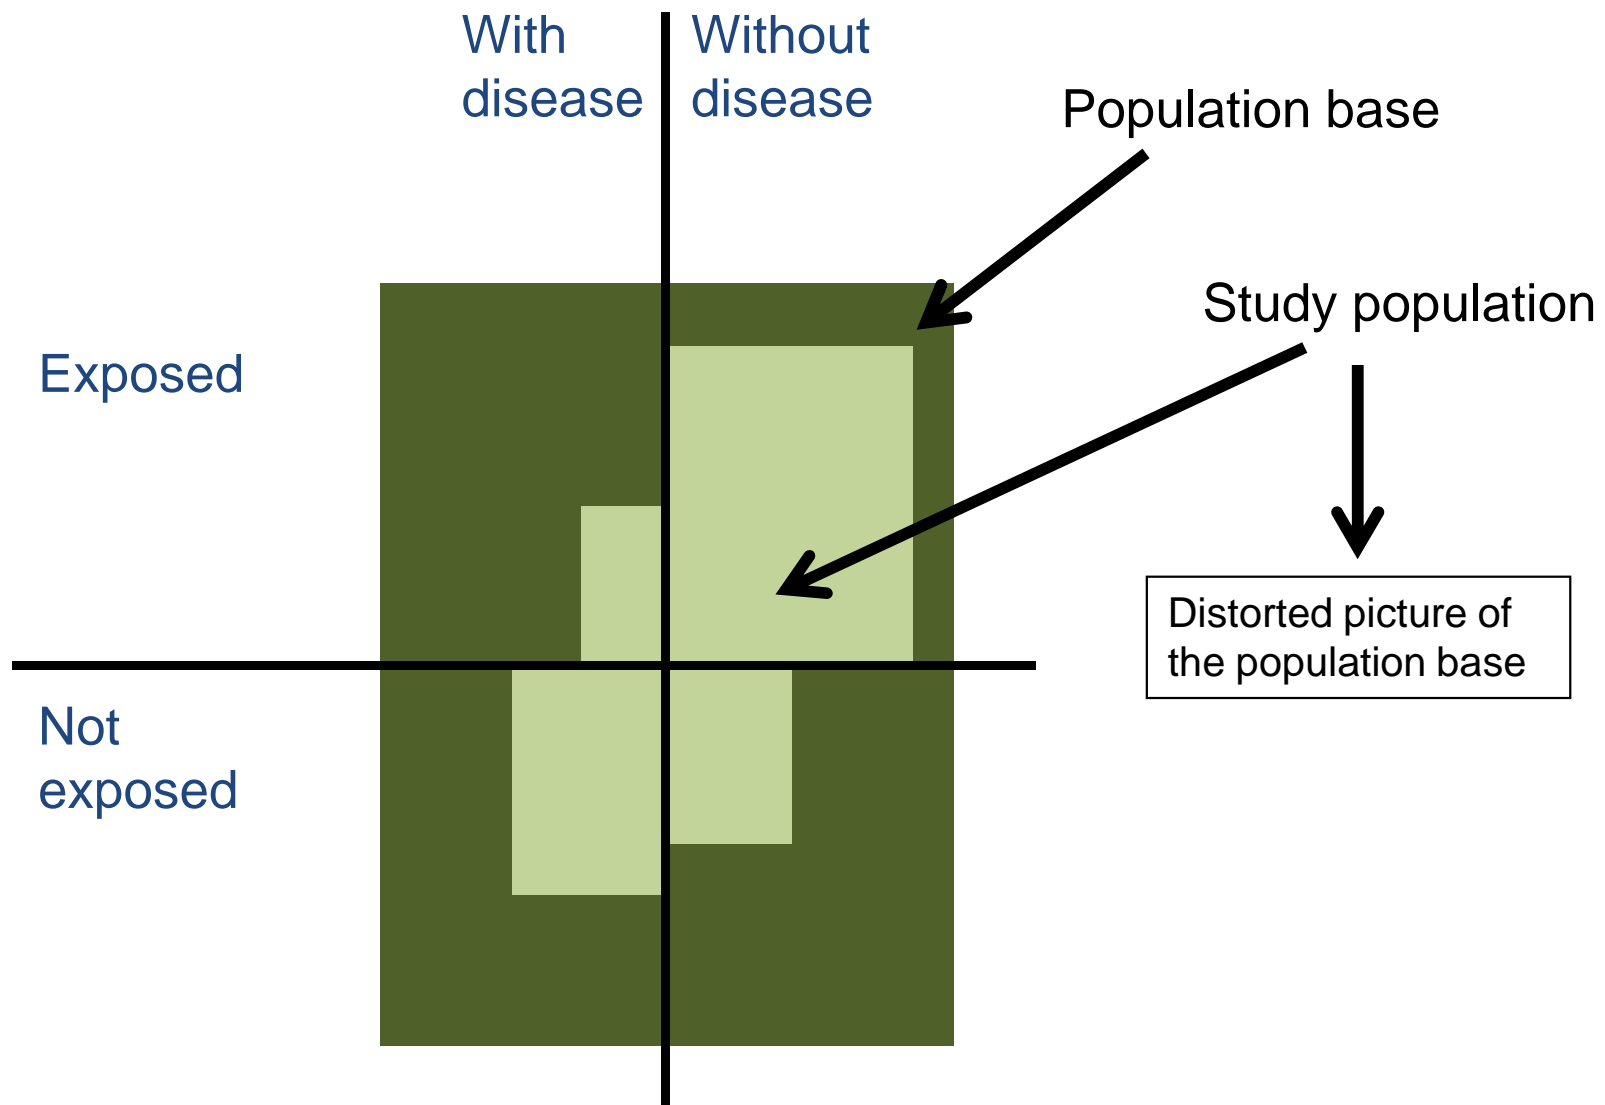 With
disease
Without
disease
Population base
Study population
Exposed
Distorted picture of
the population base
Not
exposed